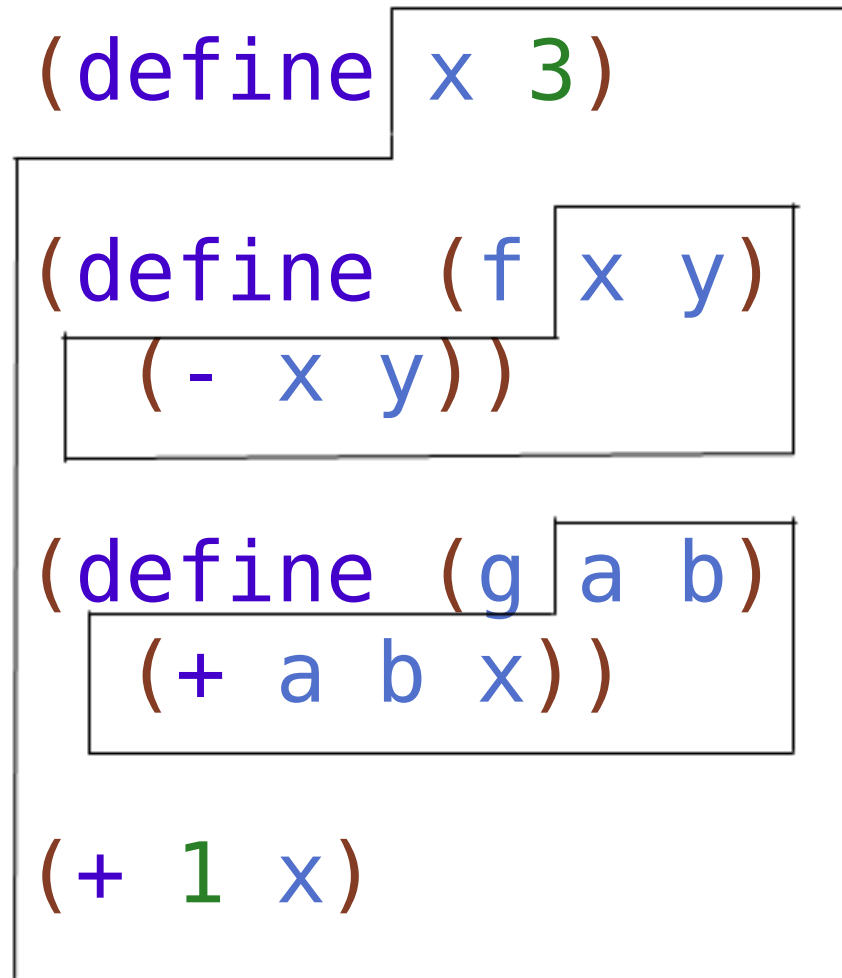 (define x 3)
(define (f x y)
(- x y))
(define (g a b)
(+ a b x))
(+ 1 x)